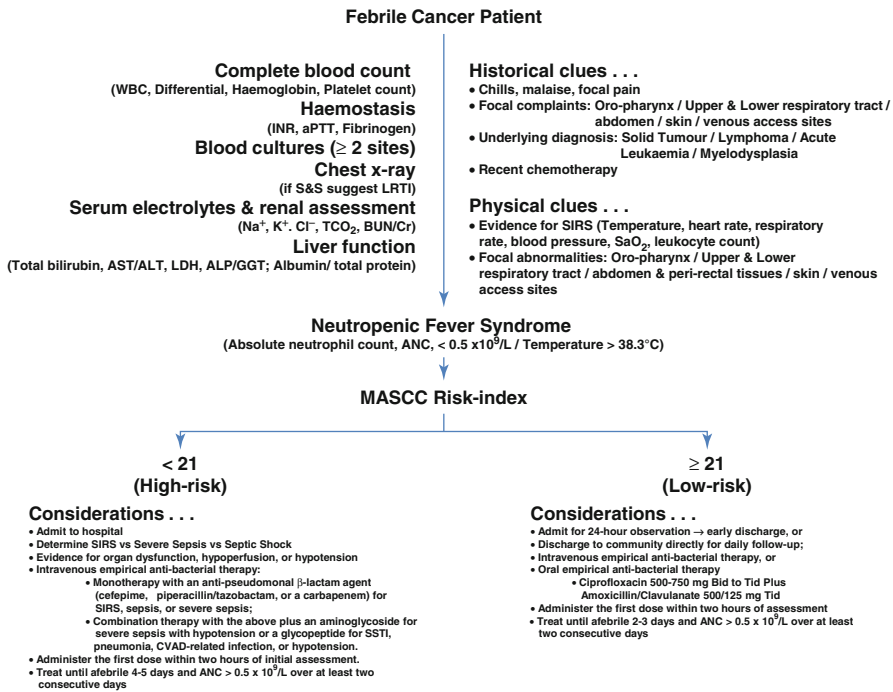 Febrile Cancer Patient
Complete blood count
(WBC, Differential, Haemoglobin, Platelet count)
Haemostasis
(INR, aPTT, Fibrinogen)
Blood cultures (≥ 2 sites)
Chest x-ray
(if S&S suggest LRTI)
Serum electrolytes & renal assessment
(Na⁺, K⁺. Cl⁻, TCO₂, BUN/Cr)
Liver function
(Total bilirubin, AST/ALT, LDH, ALP/GGT; Albumin/ total protein)
Historical clues . . .
• Chills, malaise, focal pain
• Focal complaints: Oro-pharynx / Upper & Lower respiratory tract /
abdomen / skin / venous access sites
• Underlying diagnosis: Solid Tumour / Lymphoma / Acute
Leukaemia / Myelodysplasia
• Recent chemotherapy
Physical clues . . .
• Evidence for SIRS (Temperature, heart rate, respiratory
rate, blood pressure, SaO₂, leukocyte count)
• Focal abnormalities: Oro-pharynx / Upper & Lower
respiratory tract / abdomen & peri-rectal tissues / skin / venous
access sites
Neutropenic Fever Syndrome
(Absolute neutrophil count, ANC, < 0.5 x10⁹/L / Temperature > 38.3°C)
MASCC Risk-index
< 21
(High-risk)
Considerations . . .
• Admit to hospital
• Determine SIRS vs Severe Sepsis vs Septic Shock
• Evidence for organ dysfunction, hypoperfusion, or hypotension
• Intravenous empirical anti-bacterial therapy:
• Monotherapy with an anti-pseudomonal β-lactam agent
(cefepime, piperacillin/tazobactam, or a carbapenem) for
SIRS, sepsis, or severe sepsis;
• Combination therapy with the above plus an aminoglycoside for
severe sepsis with hypotension or a glycopeptide for SSTI,
pneumonia, CVAD-related infection, or hypotension.
• Administer the first dose within two hours of initial assessment.
• Treat until afebrile 4-5 days and ANC > 0.5 x 10⁹/L over at least two
consecutive days
≥ 21
(Low-risk)
Considerations . . .
• Admit for 24-hour observation → early discharge, or
• Discharge to community directly for daily follow-up;
• Intravenous empirical anti-bacterial therapy, or
• Oral empirical anti-bacterial therapy
• Ciprofloxacin 500-750 mg Bid to Tid Plus
Amoxicillin/Clavulanate 500/125 mg Tid
• Administer the first dose within two hours of assessment
• Treat until afebrile 2-3 days and ANC > 0.5 x 10⁹/L over at least
two consecutive days